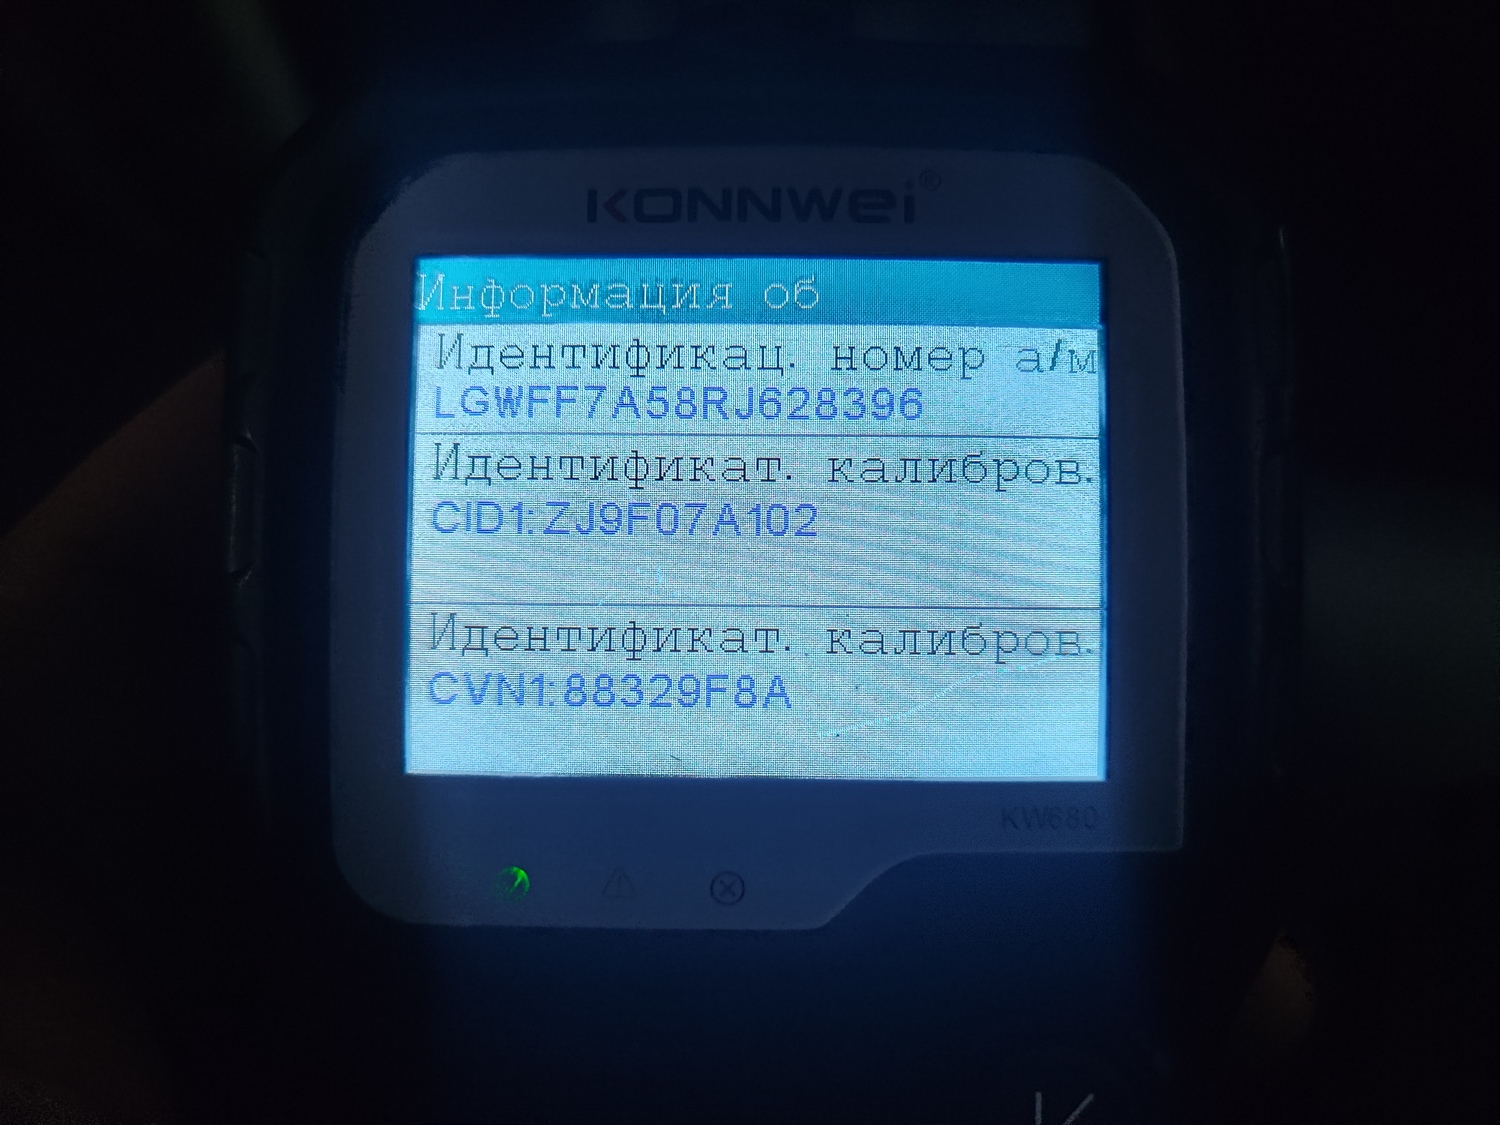 KONNWEI®
Информация об
Идентификац. номер а/м
LGWFF7A58RJ628396
Идентификат. калибров.
CID1:ZJ9F07A102
Идентификат. калибров.
CVN1:88329F8A
KW680
K